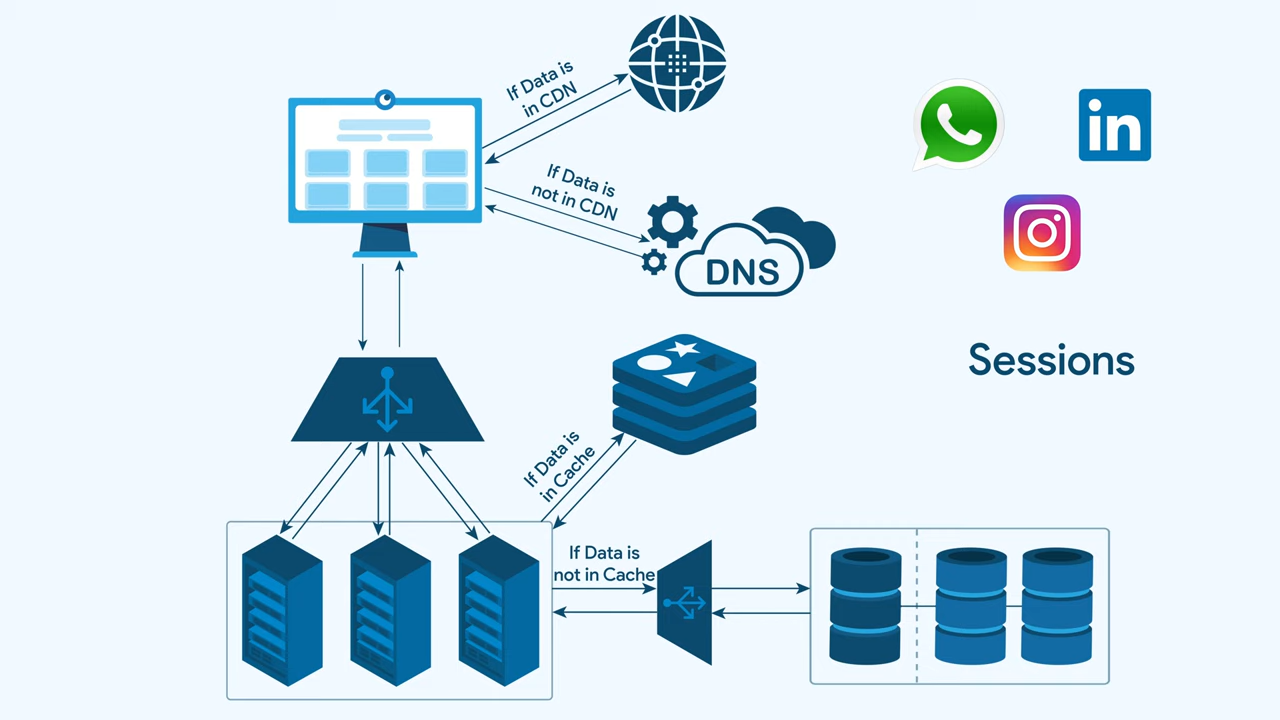 If Data is
in CDN
If Data is
not in CDN
DNS
in
Sessions
If Data is
in Cache
If Data is
not in Cache